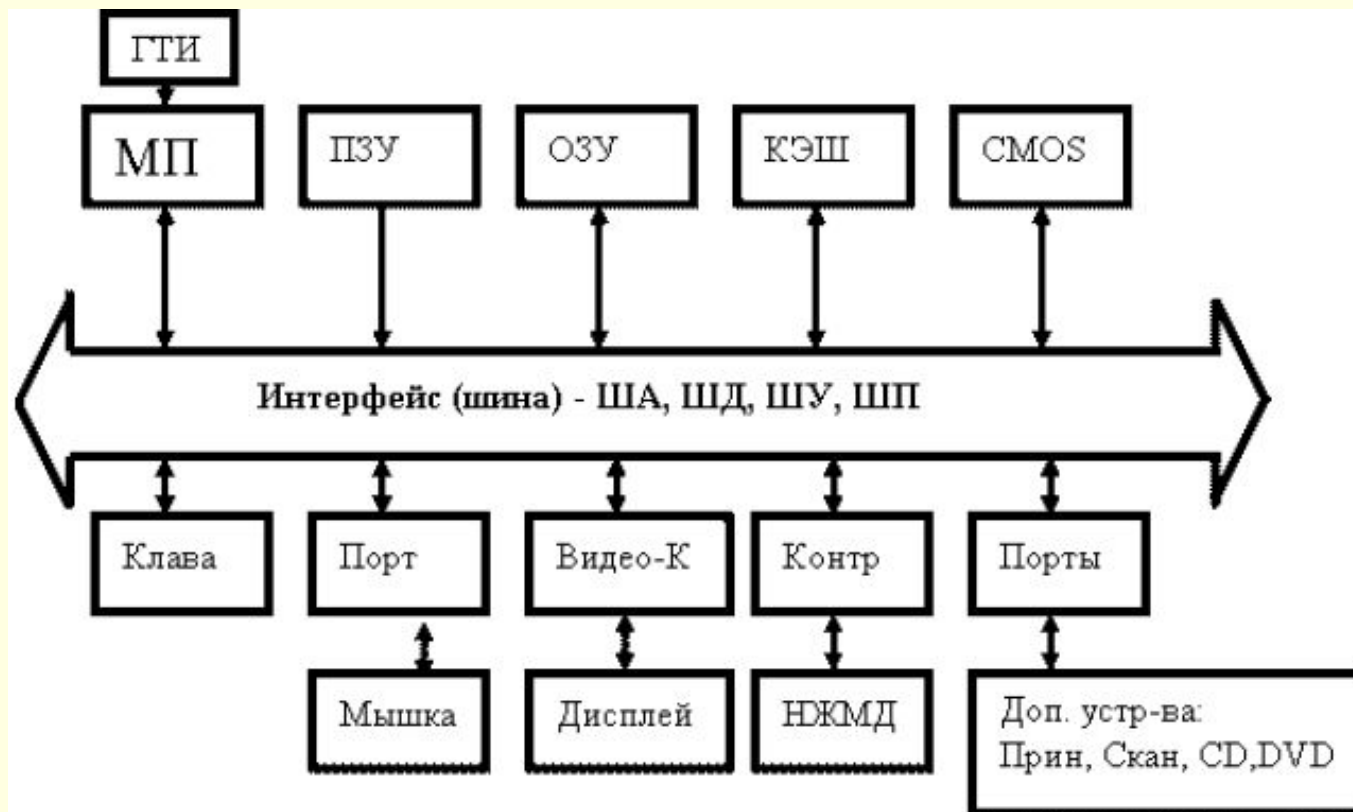 ГТИ
МП
ПЗУ
ОЗУ
КЭШ
CMOS
Интерфейс (шина) - ША, ШД, ШУ, ШП
Клава
Порт
Видео-К
Контр
Порты
Мышка
Дисплей
НЖМД
Доп. устр-ва:
Прин, Скан, CD,DVD